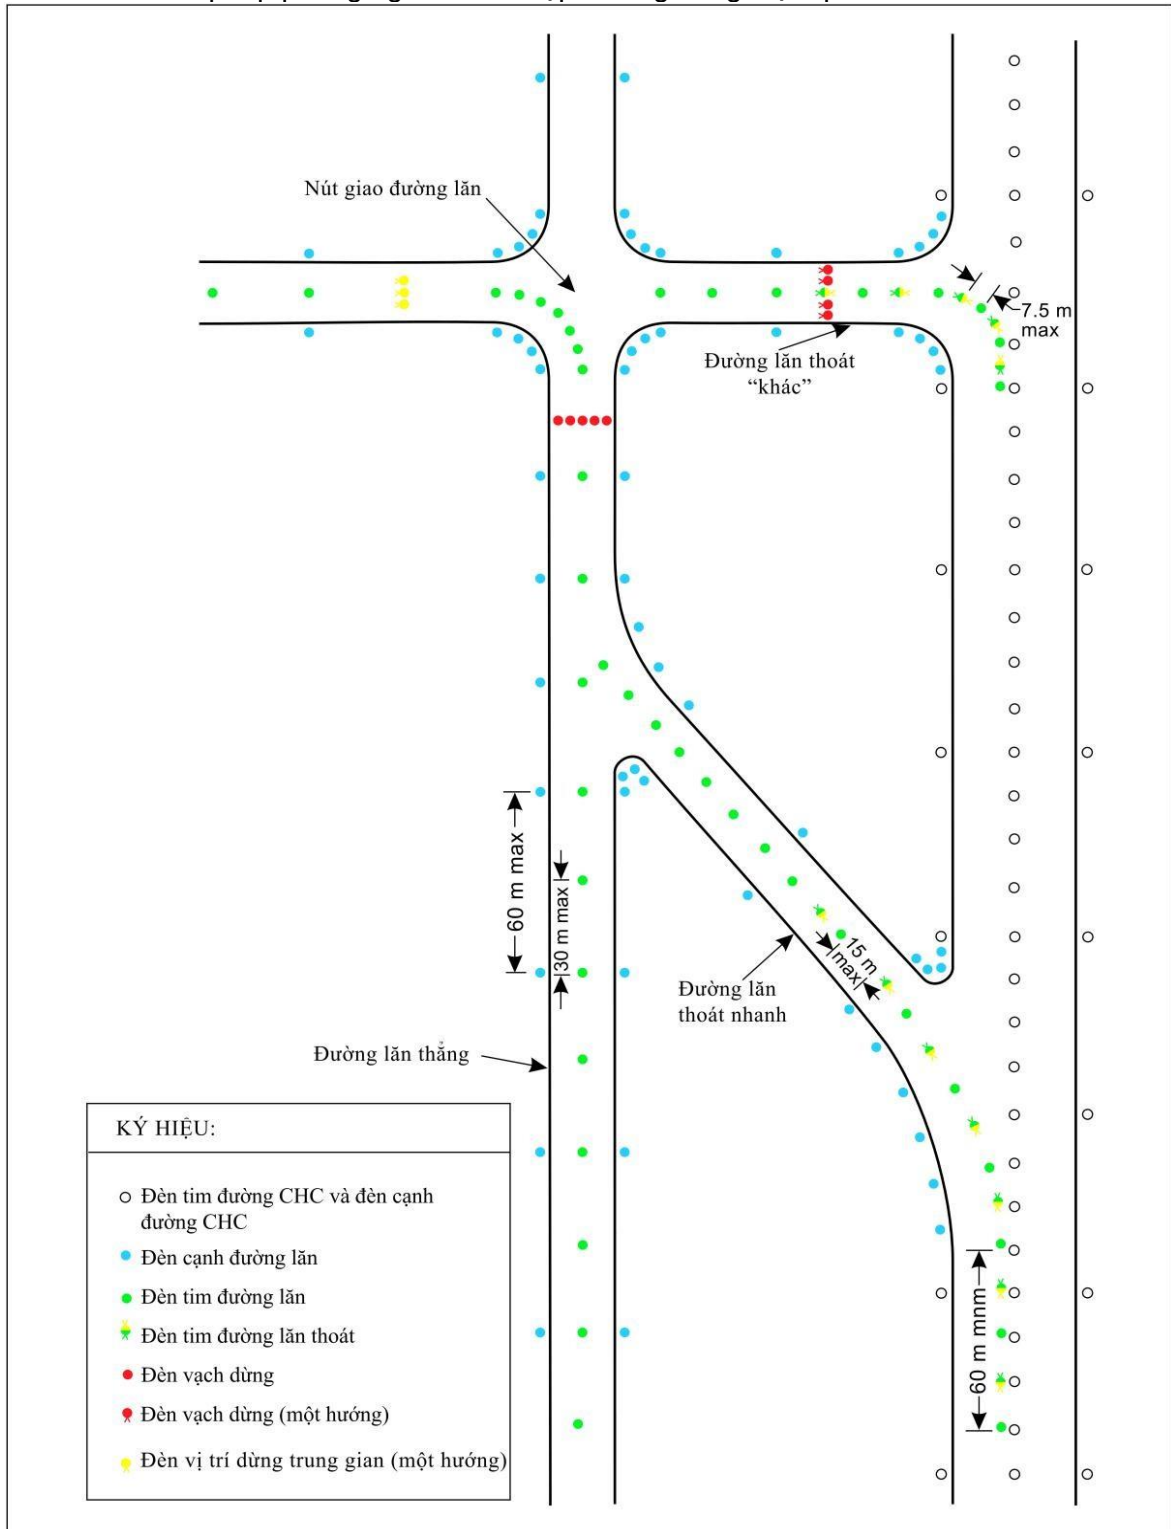 Nút giao đường lăn
7.5 m
max
Đường lăn thoát
“khác”
60 m max
30 m max
15 m
max
Đường lăn
thoát nhanh
Đường lăn thẳng
60 m mnm
KÝ HIỆU:
Đèn tim đường CHC và đèn cạnh
đường CHC
Đèn cạnh đường lăn
Đèn tim đường lăn
Đèn tim đường lăn thoát
Đèn vạch dừng
Đèn vạch dừng (một hướng)
Đèn vị trí dừng trung gian (một hướng)